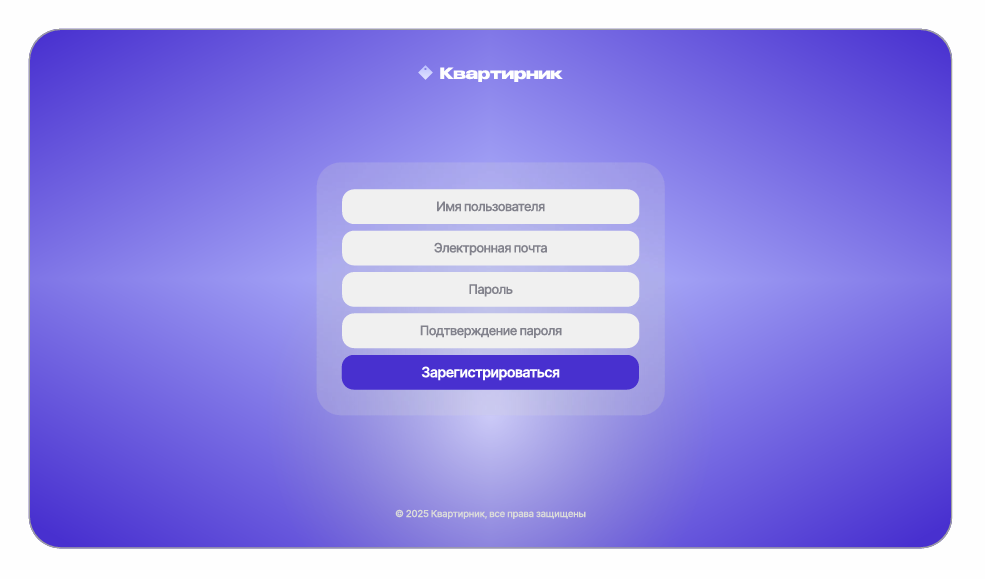 Квартирник
Имя пользователя
Электронная почта
Пароль
Подтверждение пароля
Зарегистрироваться
© 2025 Квартирник, все права защищены